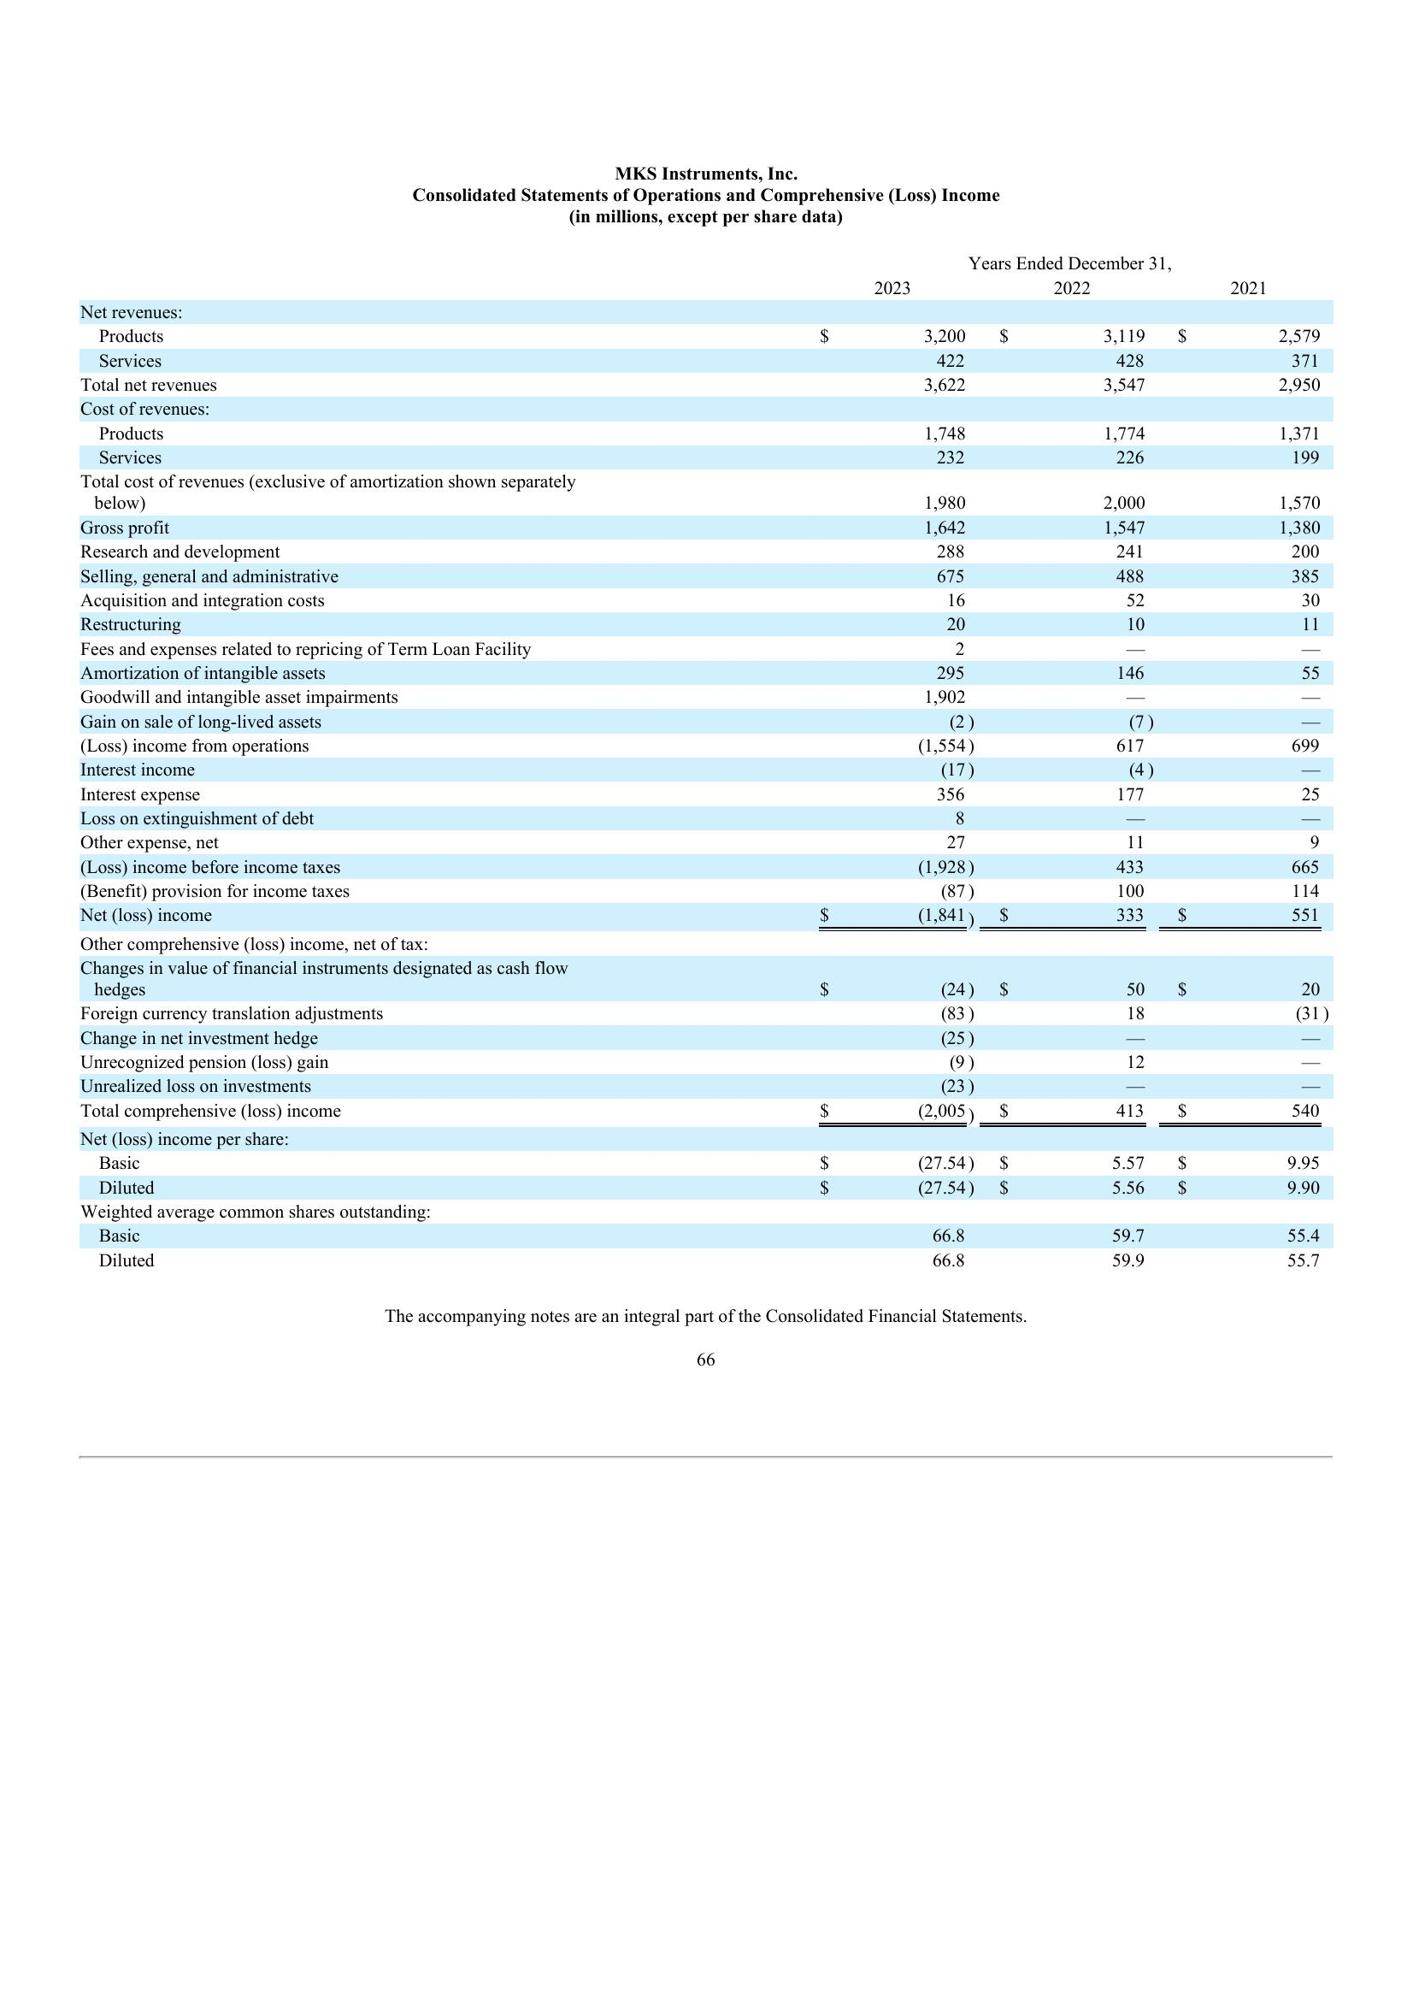 MKS Instruments, Inc.
Consolidated Statements of Operations and Comprehensive (Loss) Income
(in millions, except per share data)
Years Ended December 31,
2023 2022 2021
Net revenues:
Products $ 3,200 $ 3,119 $ 2,579
Services 422 428 371
Total net revenues 3,622 3,547 2,950
Cost of revenues:
Products 1,748 1,774 1,371
Services 232 226 199
Total cost of revenues (exclusive of amortization shown separately
below) 1,980 2,000 1,570
Gross profit 1,642 1,547 1,380
Research and development 288 241 200
Selling, general and administrative 675 488 385
Acquisition and integration costs 16 52 30
Restructuring 20 10 11
Fees and expenses related to repricing of Term Loan Facility 2 — —
Amortization of intangible assets 295 146 55
Goodwill and intangible asset impairments 1,902 — —
Gain on sale of long-lived assets (2 ) (7 ) —
(Loss) income from operations (1,554 ) 617 699
Interest income (17 ) (4 ) —
Interest expense 356 177 25
Loss on extinguishment of debt 8 — —
Other expense, net 27 11 9
(Loss) income before income taxes (1,928 ) 433 665
(Benefit) provision for income taxes (87 ) 100 114
Net (loss) income $ (1,841 ) $ 333 $ 551
Other comprehensive (loss) income, net of tax:
Changes in value of financial instruments designated as cash flow
hedges $ (24 ) $ 50 $ 20
Foreign currency translation adjustments (83 ) 18 (31 )
Change in net investment hedge (25 ) — —
Unrecognized pension (loss) gain (9 ) 12 —
Unrealized loss on investments (23 ) — —
Total comprehensive (loss) income $ (2,005 ) $ 413 $ 540
Net (loss) income per share:
Basic $ (27.54 ) $ 5.57 $ 9.95
Diluted $ (27.54 ) $ 5.56 $ 9.90
Weighted average common shares outstanding:
Basic 66.8 59.7 55.4
Diluted 66.8 59.9 55.7
The accompanying notes are an integral part of the Consolidated Financial Statements.
66